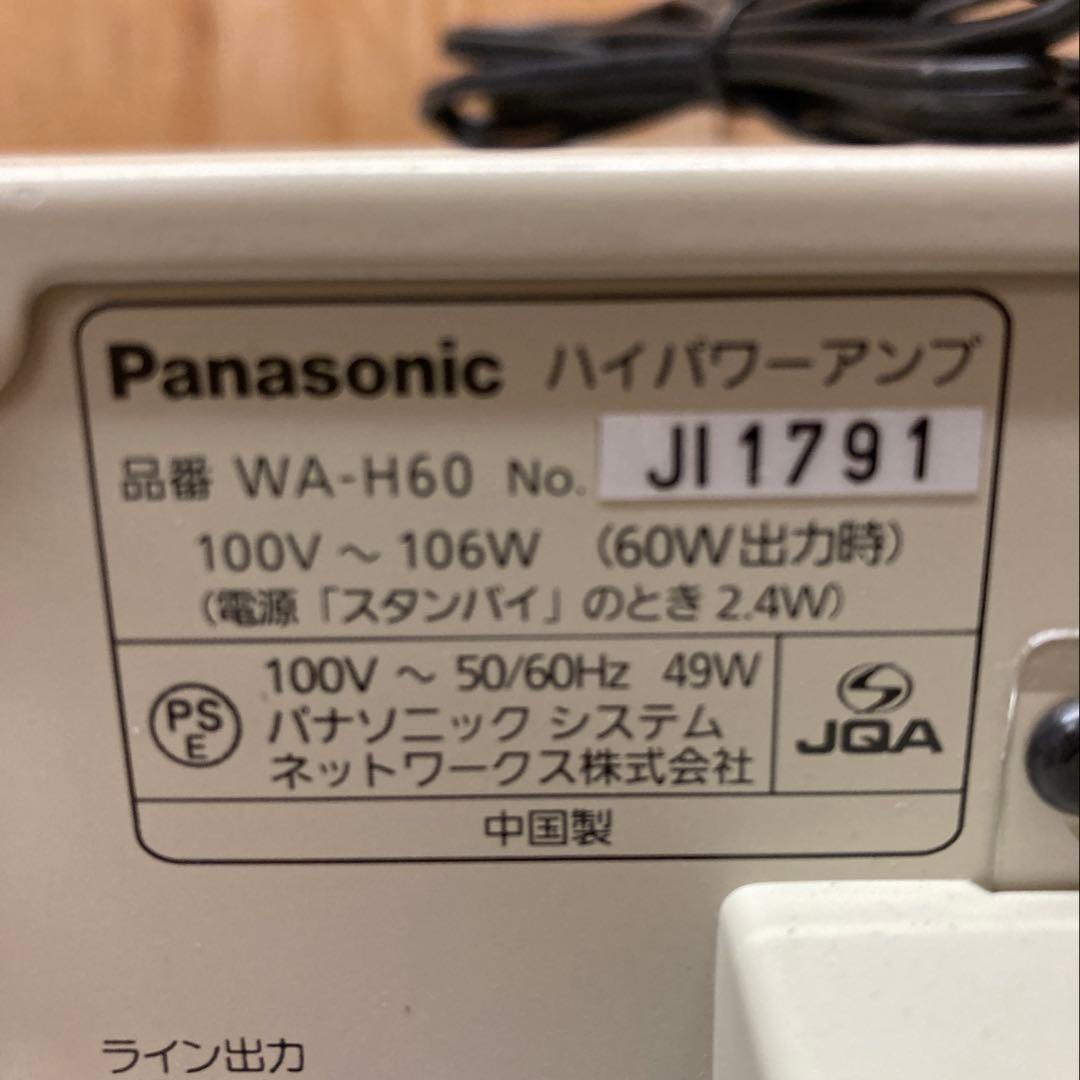 Panasonic ハイパワーアンプ
品番 WA-H60 No. JI1791
100V ～ 106W （60W出力時）
（電源「スタンバイ」のとき 2.4W）
PS
E
100V ～ 50/60Hz 49W
パナソニック システム
ネットワークス株式会社
JQA
中国製
ライン出力